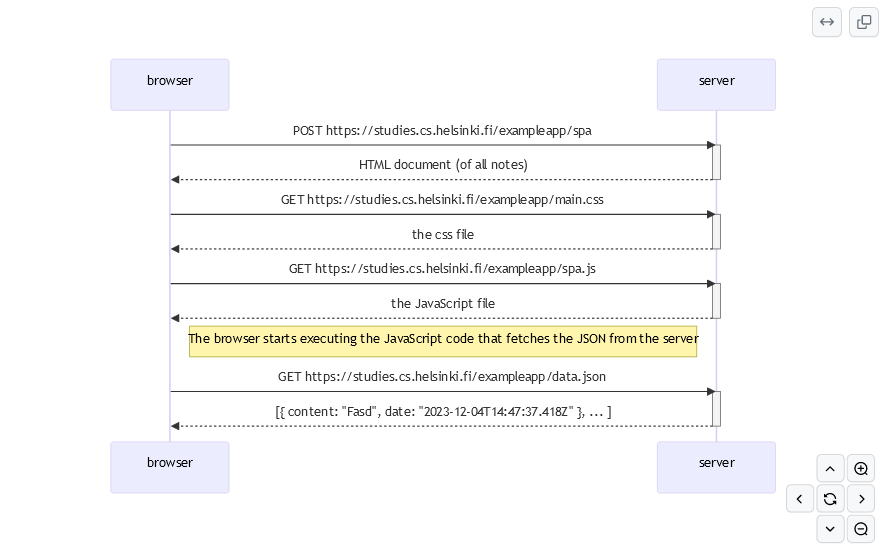 browser
server
POST https://studies.cs.helsinki.fi/exampleapp/spa
HTML document (of all notes)
GET https://studies.cs.helsinki.fi/exampleapp/main.css
the css file
GET https://studies.cs.helsinki.fi/exampleapp/spa.js
the JavaScript file
The browser starts executing the JavaScript code that fetches the JSON from the server
GET https://studies.cs.helsinki.fi/exampleapp/data.json
[{ content: "Fasd", date: "2023-12-04T14:47:37.418Z" }, ... ]
browser
server